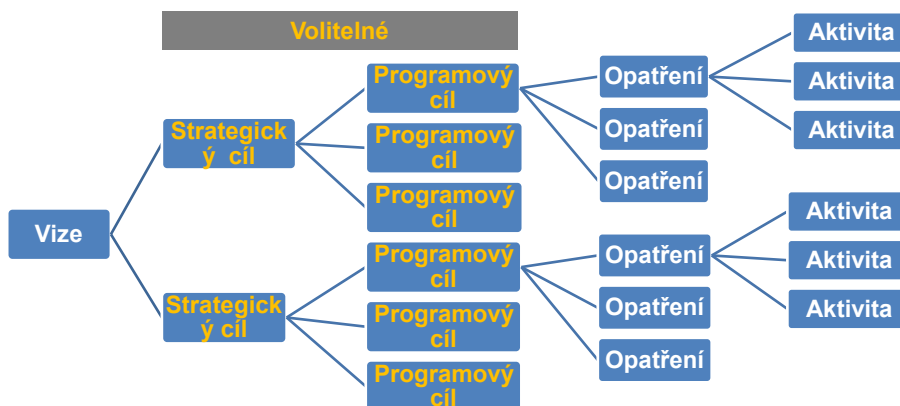 Volitelné
Vize
Strategick
ý  cíl
Strategick
ý cíl
Programový
cíl
Programový
cíl
Programový
cíl
Programový
cíl
Programový
cíl
Programový
cíl
Opatření
Opatření
Opatření
Opatření
Opatření
Opatření
Aktivita
Aktivita
Aktivita
Aktivita
Aktivita
Aktivita